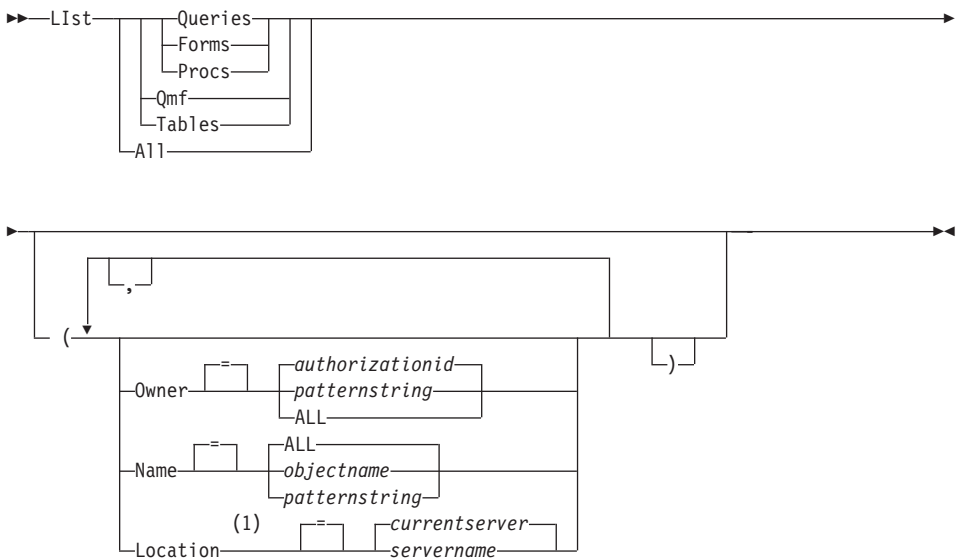 LIst Queries
Forms
Procs
Qmf
Tables
All
,
(
= authorizationid
Owner patternstring )
ALL
= ALL
Name objectname
patternstring
(1) = currentserver
Location servername